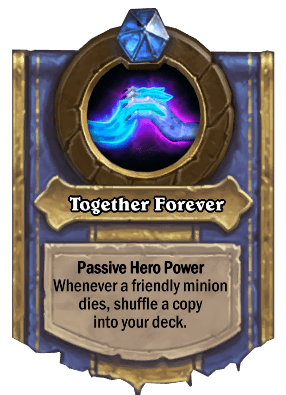 Together Forever
Passive Hero Power
Whenever a friendly minion
dies, shuffle a copy
into your deck.